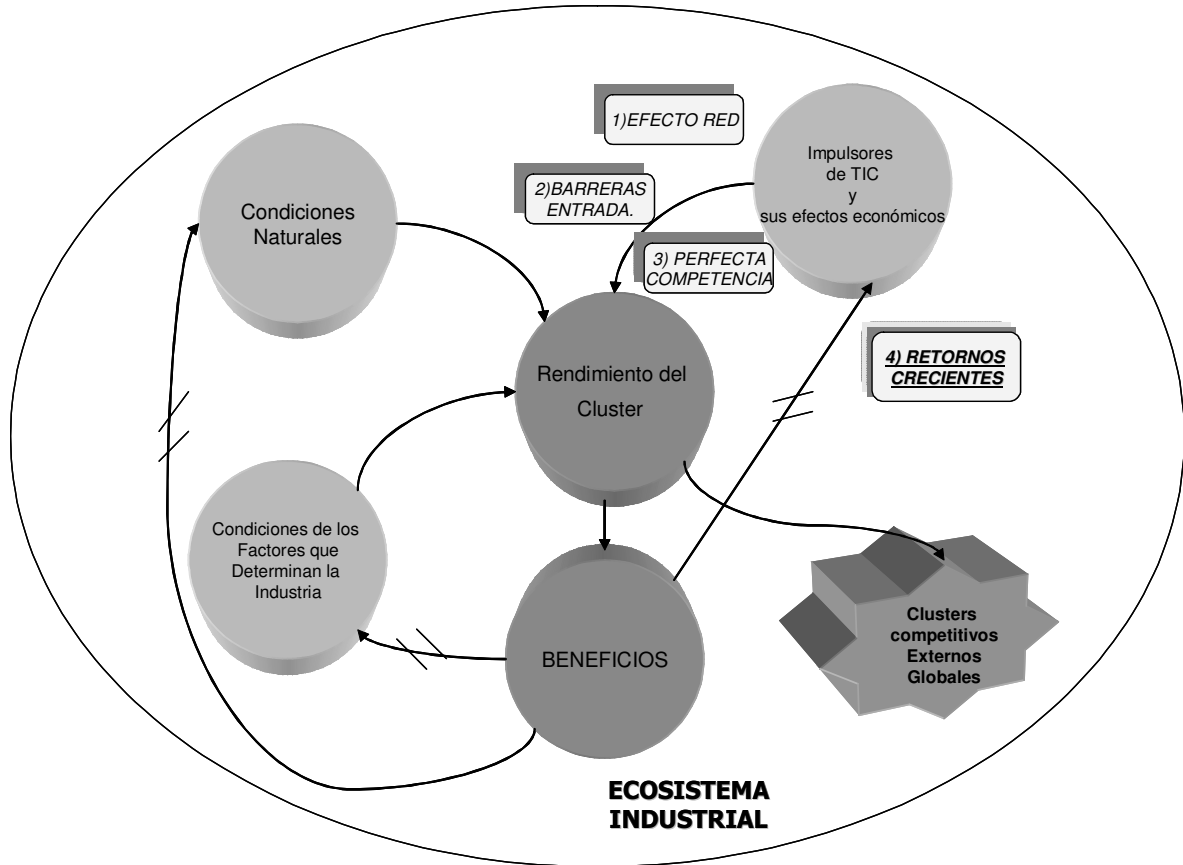 1)EFECTO RED
2)BARRERAS
ENTRADA.
3) PERFECTA
COMPETENCIA
Impulsores
de TIC
y
sus efectos económicos
Condiciones
Naturales
4) RETORNOS
CRECIENTES
Rendimiento del
Cluster
Condiciones de los
Factores que
Determinan la
Industria
BENEFICIOS
Clusters
competitivos
Externos
Globales
ECOSISTEMA
INDUSTRIAL